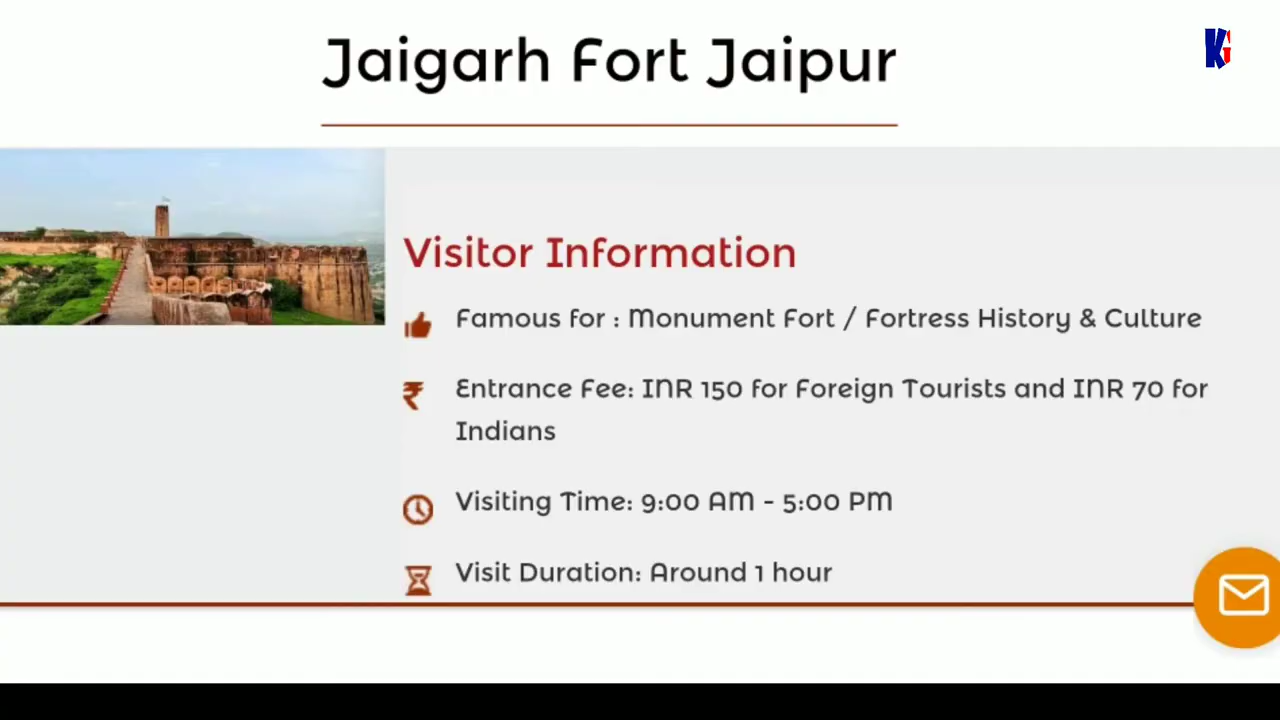 Jaigarh Fort Jaipur
Visitor Information
Famous for : Monument Fort / Fortress History & Culture
Entrance Fee: INR 150 for Foreign Tourists and INR 70 for
Indians
Visiting Time: 9:00 AM - 5:00 PM
Visit Duration: Around 1 hour